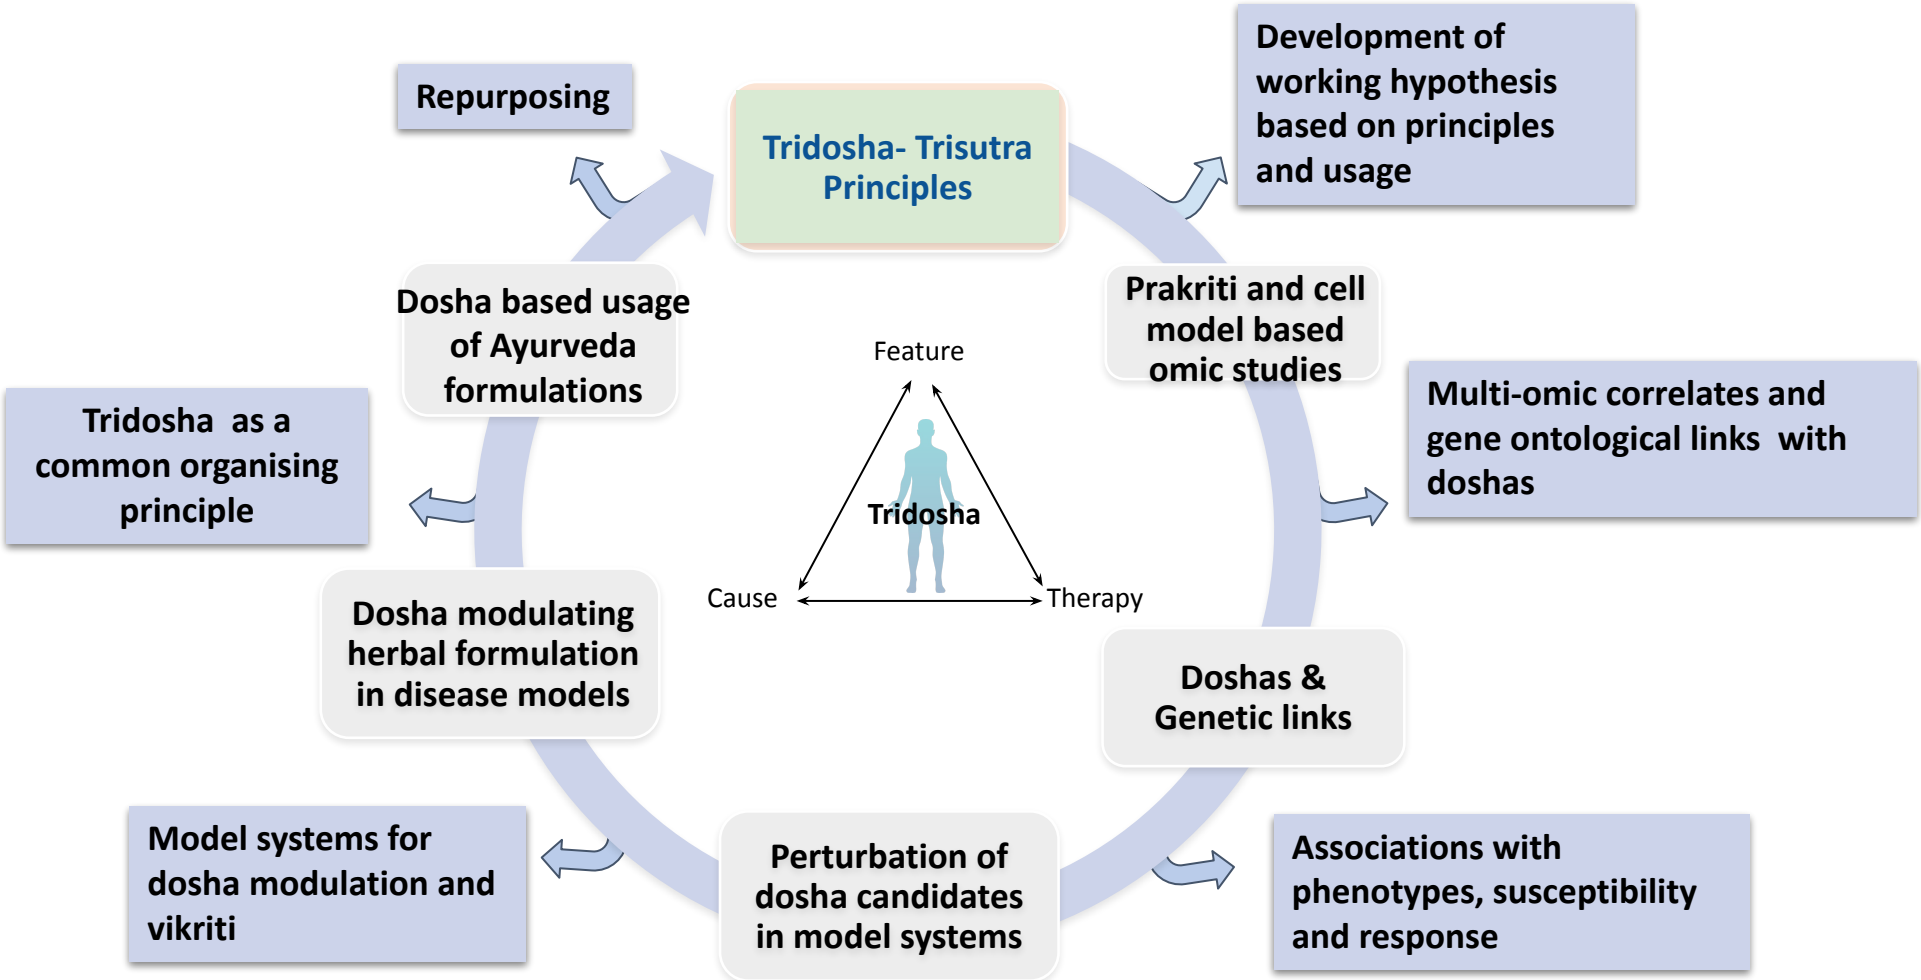 Repurposing
Tridosha- Trisutra
Principles
Development of
working hypothesis
based on principles
and usage
Prakriti and cell
model based
omic studies
Multi-omic correlates and
gene ontological links with
doshas
Doshas &
Genetic links
Associations with
phenotypes, susceptibility
and response
Perturbation of
dosha candidates
in model systems
Model systems for
dosha modulation and
vikriti
Dosha modulating
herbal formulation
in disease models
Tridosha as a
common organising
principle
Dosha based usage
of Ayurveda
formulations
Feature
Tridosha
Cause
Therapy